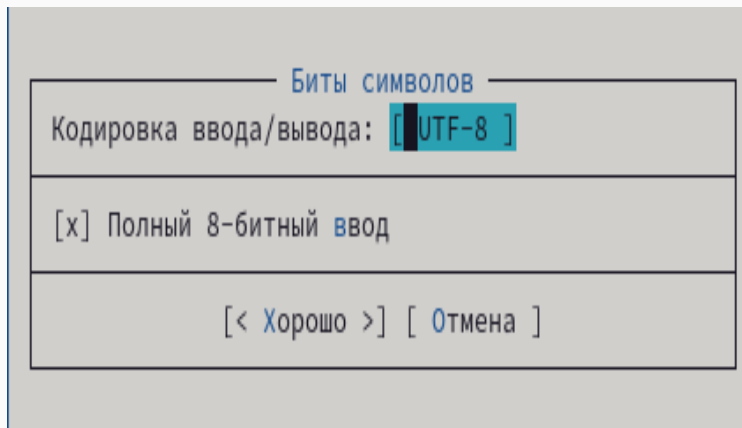 Биты символов
Кодировка ввода/вывода: [ UTF-8 ]
[x] Полный 8-битный ввод
[< Хорошо >] [ Отмена ]